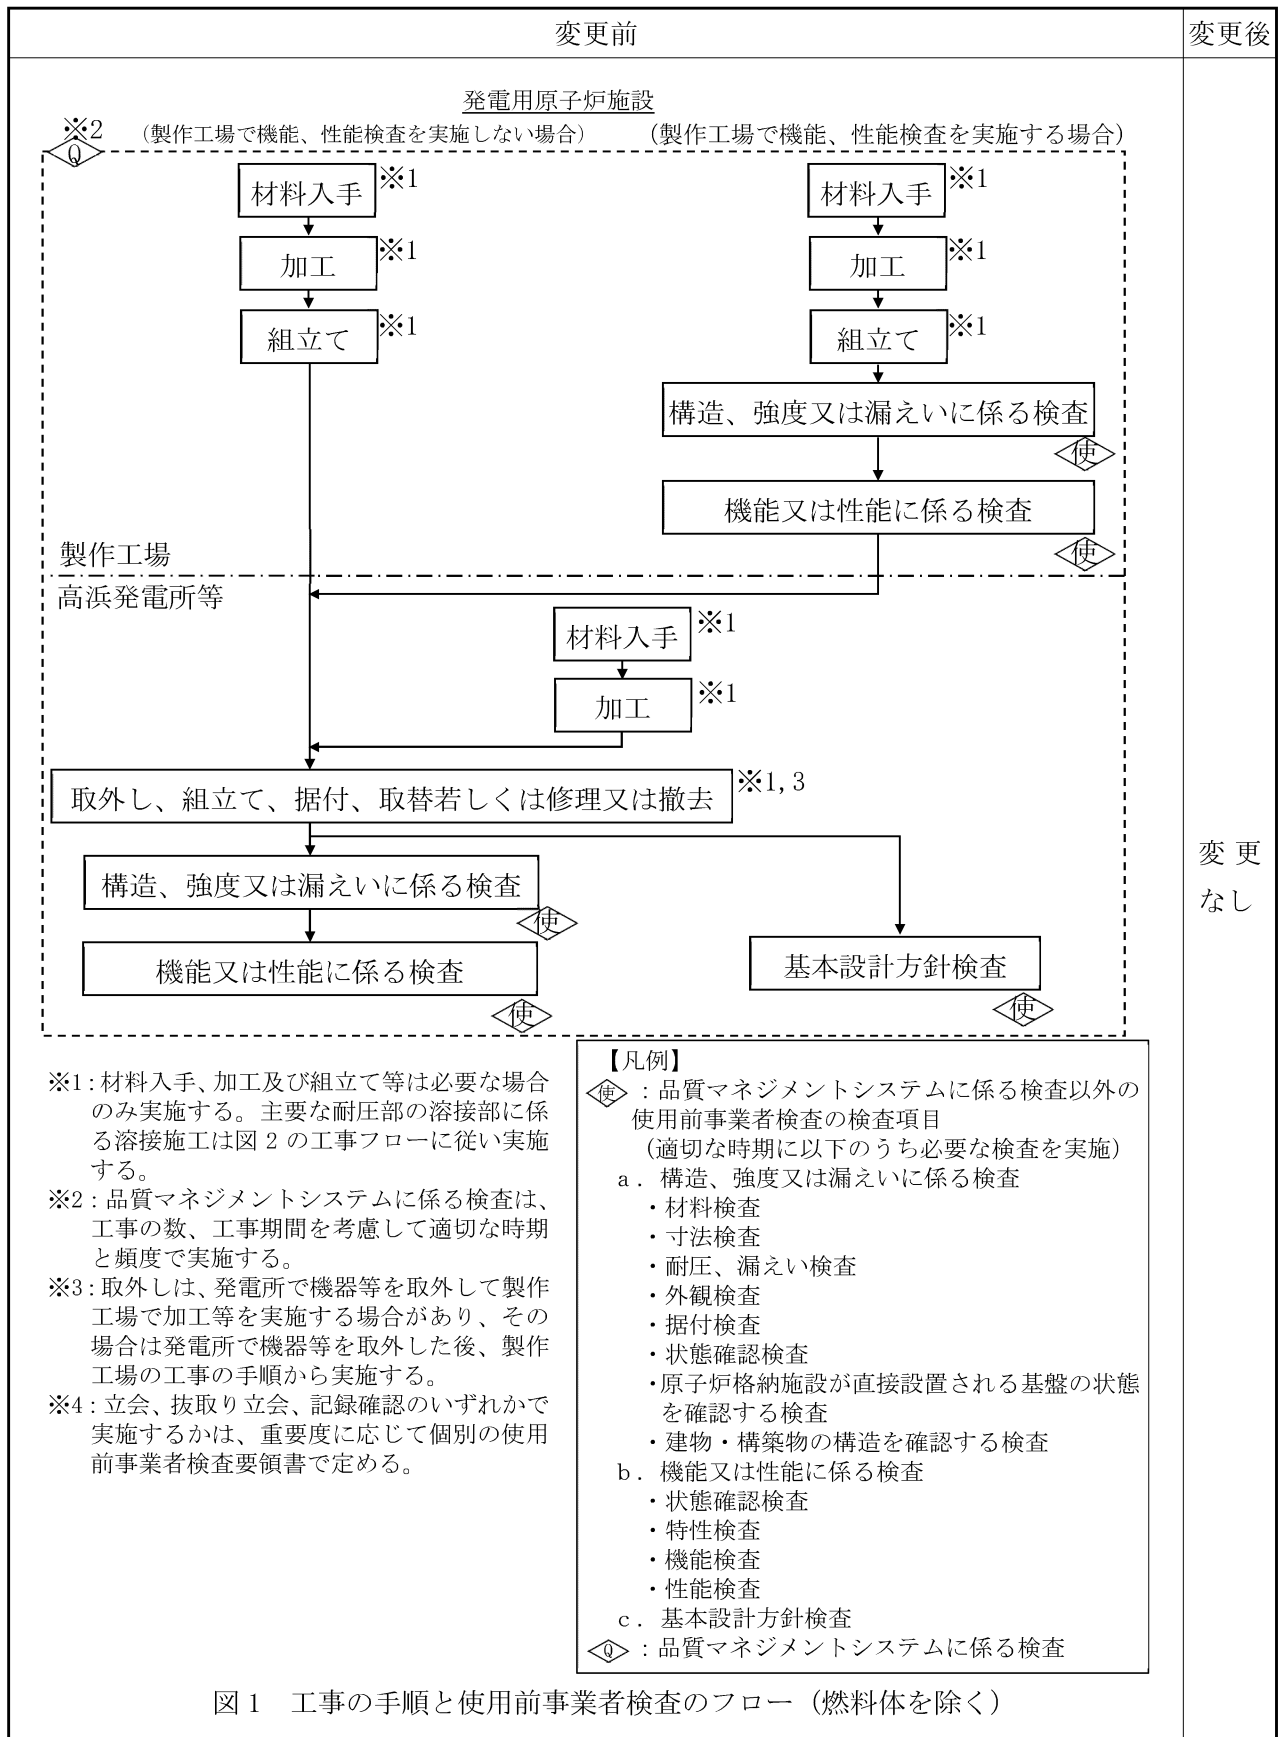 変更前
変更後
発電用原子炉施設
※2
Q
(製作工場で機能、性能検査を実施しない場合)
(製作工場で機能、性能検査を実施する場合)
材料入手
※1
加工
※1
組立て
※1
材料入手
※1
加工
※1
組立て
※1
構造、強度又は漏えいに係る検査
使
機能又は性能に係る検査
使
製作工場
高浜発電所等
材料入手
※1
加工
※1
取外し、組立て、据付、取替若しくは修理又は撤去
※1,3
構造、強度又は漏えいに係る検査
使
機能又は性能に係る検査
使
基本設計方針検査
使
変更
なし
※1:材料入手、加工及び組立て等は必要な場合
のみ実施する。主要な耐圧部の溶接部に係
る溶接施工は図2の工事フローに従い実施
する。
※2:品質マネジメントシステムに係る検査は、
工事の数、工事期間を考慮して適切な時期
と頻度で実施する。
※3:取外しは、発電所で機器等を取外して製作
工場で加工等を実施する場合があり、その
場合は発電所で機器等を取外した後、製作
工場の工事の手順から実施する。
※4:立会、抜取り立会、記録確認のいずれかで
実施するかは、重要度に応じて個別の使用
前事業者検査要領書で定める。
【凡例】
使:品質マネジメントシステムに係る検査以外の
使用前事業者検査の検査項目
(適切な時期に以下のうち必要な検査を実施)
a.構造、強度又は漏えいに係る検査
・材料検査
・寸法検査
・耐圧、漏えい検査
・外観検査
・据付検査
・状態確認検査
・原子炉格納施設が直接設置される基盤の状態
を確認する検査
・建物・構築物の構造を確認する検査
b.機能又は性能に係る検査
・状態確認検査
・特性検査
・機能検査
・性能検査
c.基本設計方針検査
Q:品質マネジメントシステムに係る検査
図1 工事の手順と使用前事業者検査のフロー(燃料体を除く)